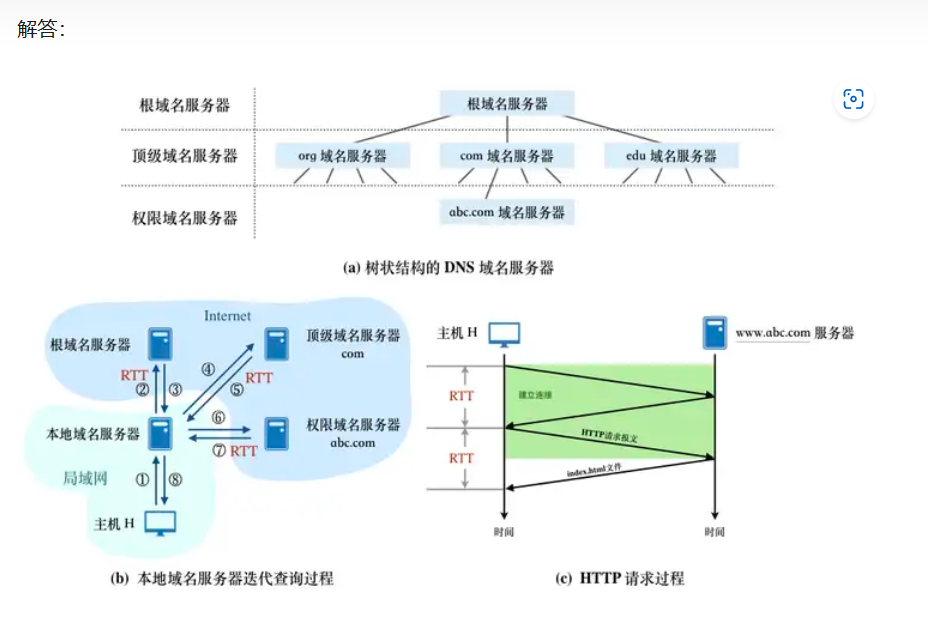 解答：
根域名服务器
根域名服务器
顶级域名服务器
org 域名服务器
com 域名服务器
edu 域名服务器
权限域名服务器
abc.com 域名服务器
(a) 树状结构的 DNS 域名服务器
Internet
根域名服务器
顶级域名服务器
com
RTT
②
③
④
⑤
RTT
⑥
本地域名服务器
权限域名服务器
abc.com
⑦
RTT
局域网
①
⑧
主机 H
(b) 本地域名服务器迭代查询过程
主机 H
www.abc.com 服务器
RTT
建立连接
HTTP请求报文
RTT
index.html文件
时间
时间
(c) HTTP 请求过程